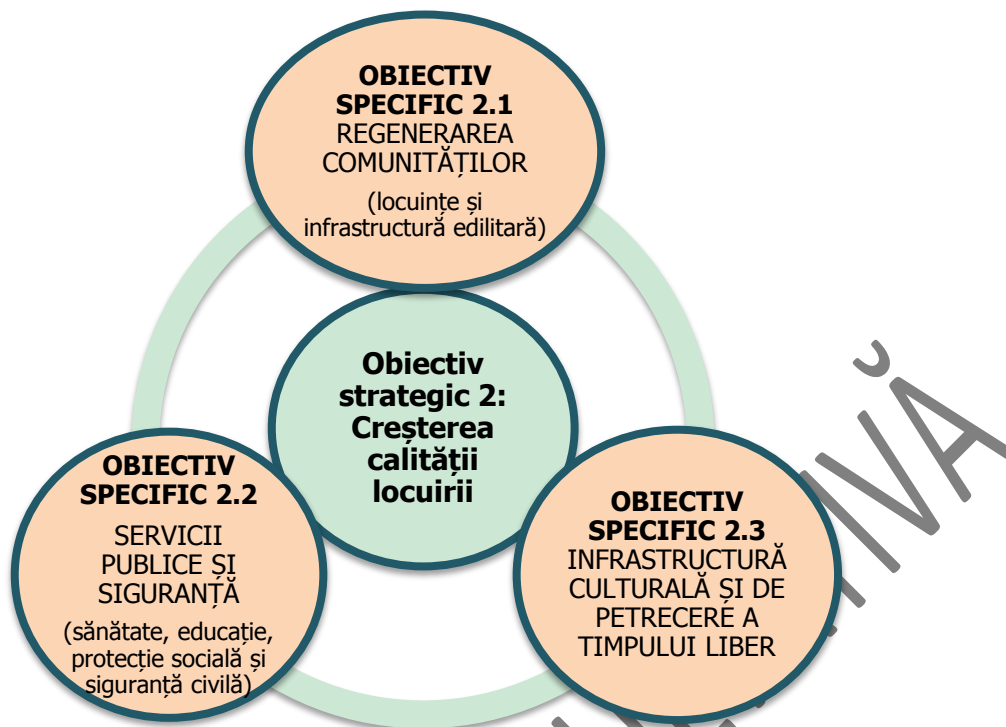 OBIECTIV
SPECIFIC 2.1
REGENERAREA
COMUNITĂȚILOR
(locuințe și
infrastructură edilitară)
Obiectiv
strategic 2:
Creșterea
calității
locuirii
OBIECTIV
SPECIFIC 2.2
SERVICII
PUBLICE ȘI
SIGURANȚĂ
(sănătate, educație,
protecție socială și
siguranță civilă)
OBIECTIV
SPECIFIC 2.3
INFRASTRUCTURĂ
CULTURALĂ ȘI DE
PETRECERE A
TIMPULUI LIBER